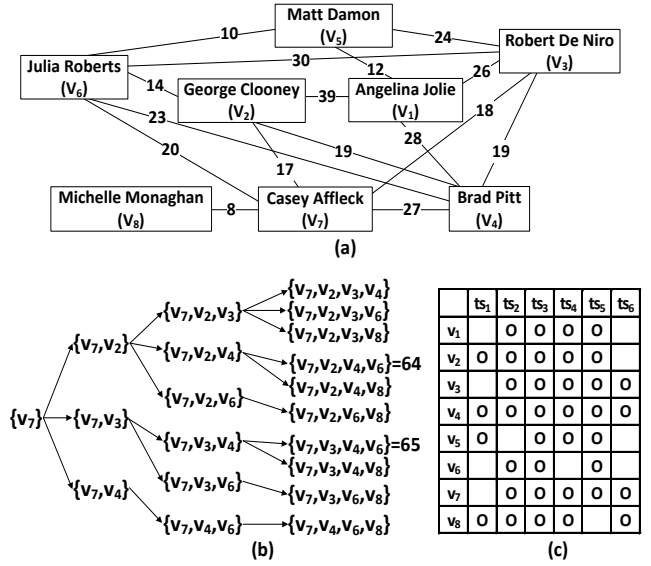 Matt Damon
(V5)
10
24
Robert De Niro
(V3)
30
Julia Roberts
(V6)
12
26
14
George Clooney
(V2)
39
Angelina Jolie
(V1)
18
23
28
20
17
19
19
Michelle Monaghan
(V8)
8
Casey Affleck
(V7)
27
Brad Pitt
(V4)
(a)
{v7}
{v7,v2}
{v7,v3}
{v7,v4}
{v7,v2,v3}
{v7,v2,v4}
{v7,v2,v6}
{v7,v3,v4}
{v7,v3,v6}
{v7,v4,v6}
{v7,v2,v3,v4}
{v7,v2,v3,v6}
{v7,v2,v3,v8}
{v7,v2,v4,v6}=64
{v7,v2,v4,v8}
{v7,v2,v6,v8}
{v7,v3,v4,v6}=65
{v7,v3,v4,v8}
{v7,v3,v6,v8}
{v7,v4,v6,v8}
(b)
ts1 ts2 ts3 ts4 ts5 ts6
v1 O O O O
v2 O O O O O
v3 O O O O O
v4 O O O O O O
v5 O O O O
v6 O O O
v7 O O O O O
v8 O O O O O
(c)